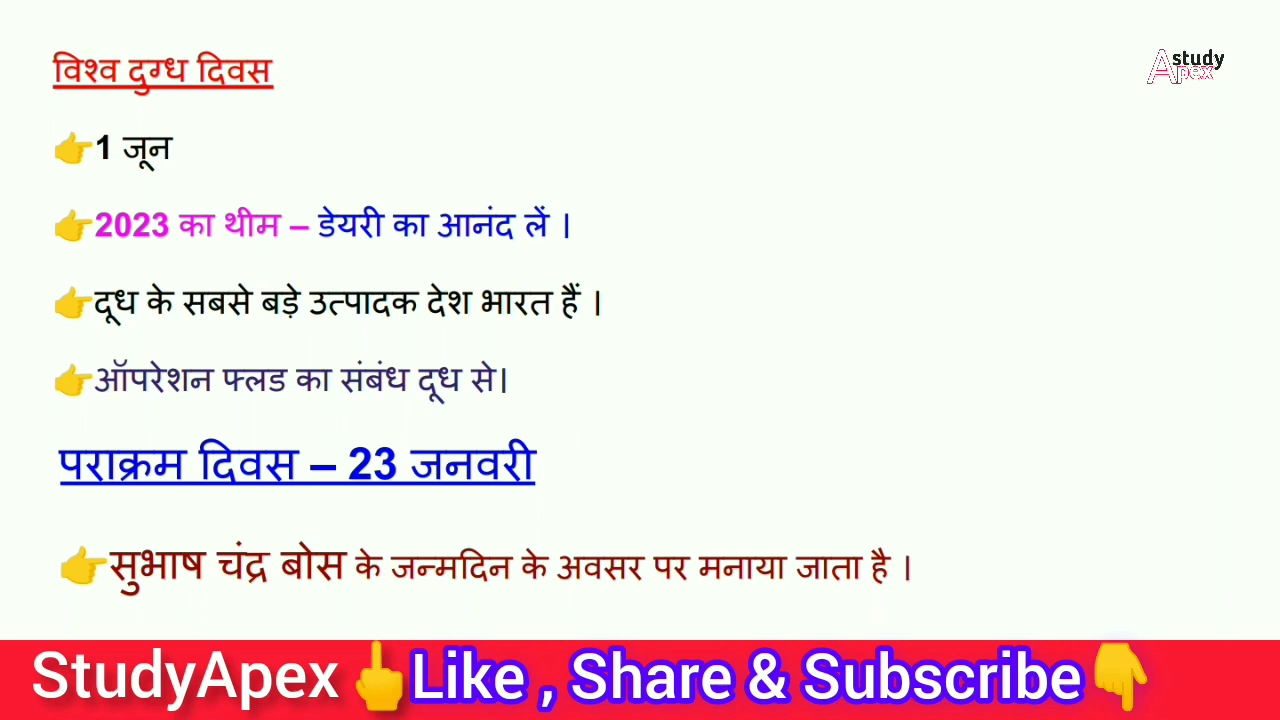 विश्व दुग्ध दिवस
study
Apex
👉1 जून
👉2023 का थीम – डेयरी का आनंद लें ।
👉दूध के सबसे बड़े उत्पादक देश भारत हैं ।
👉ऑपरेशन फ्लड का संबंध दूध से।
पराक्रम दिवस – 23 जनवरी
👉सुभाष चंद्र बोस के जन्मदिन के अवसर पर मनाया जाता है ।
StudyApex👆Like , Share & Subscribe👇